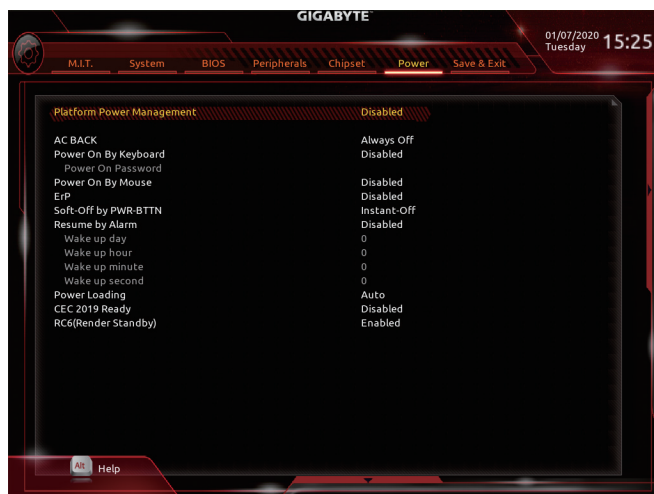 GIGABYTE
01/07/2020 Tuesday 15:25
M.I.T. System BIOS Peripherals Chipset Power Save & Exit
Platform Power Management Disabled
AC BACK Always Off
Power On By Keyboard Disabled
Power On Password
Power On By Mouse Disabled
ErP Disabled
Soft-Off by PWR-BTTN Instant-Off
Resume by Alarm Disabled
Wake up day 0
Wake up hour 0
Wake up minute 0
Wake up second 0
Power Loading Auto
CEC 2019 Ready Disabled
RC6(Render Standby) Enabled
Alt Help